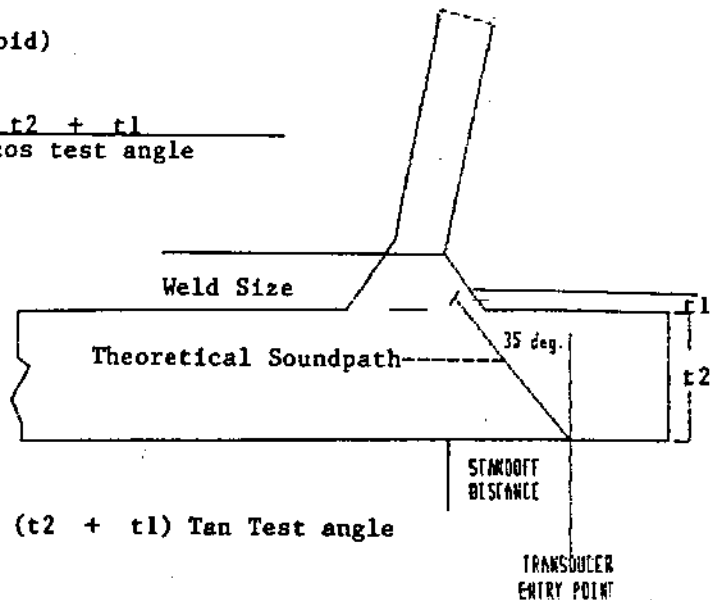 oid)
t2 + t1
cos test angle
Weld Size
t1
35 deg.
Theoretical Soundpath
t2
STANDOFF
DISTANCE
(t2 + t1) Tan Test angle
TRANSDUCER
ENTRY POINT